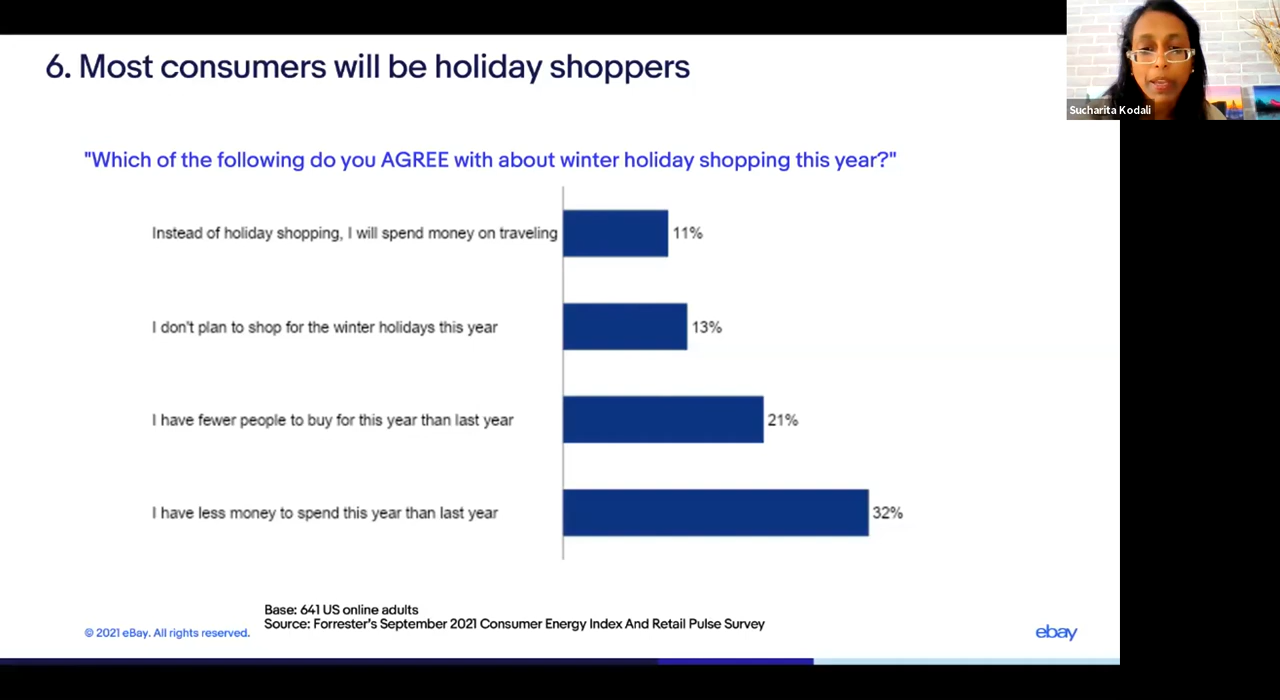 6. Most consumers will be holiday shoppers
Sucharita Kodali
"Which of the following do you AGREE with about winter holiday shopping this year?"
Instead of holiday shopping, I will spend money on traveling
11%
I don't plan to shop for the winter holidays this year
13%
I have fewer people to buy for this year than last year
21%
I have less money to spend this year than last year
32%
Base: 641 US online adults
Source: Forrester's September 2021 Consumer Energy Index And Retail Pulse Survey
© 2021 eBay. All rights reserved.
ebay